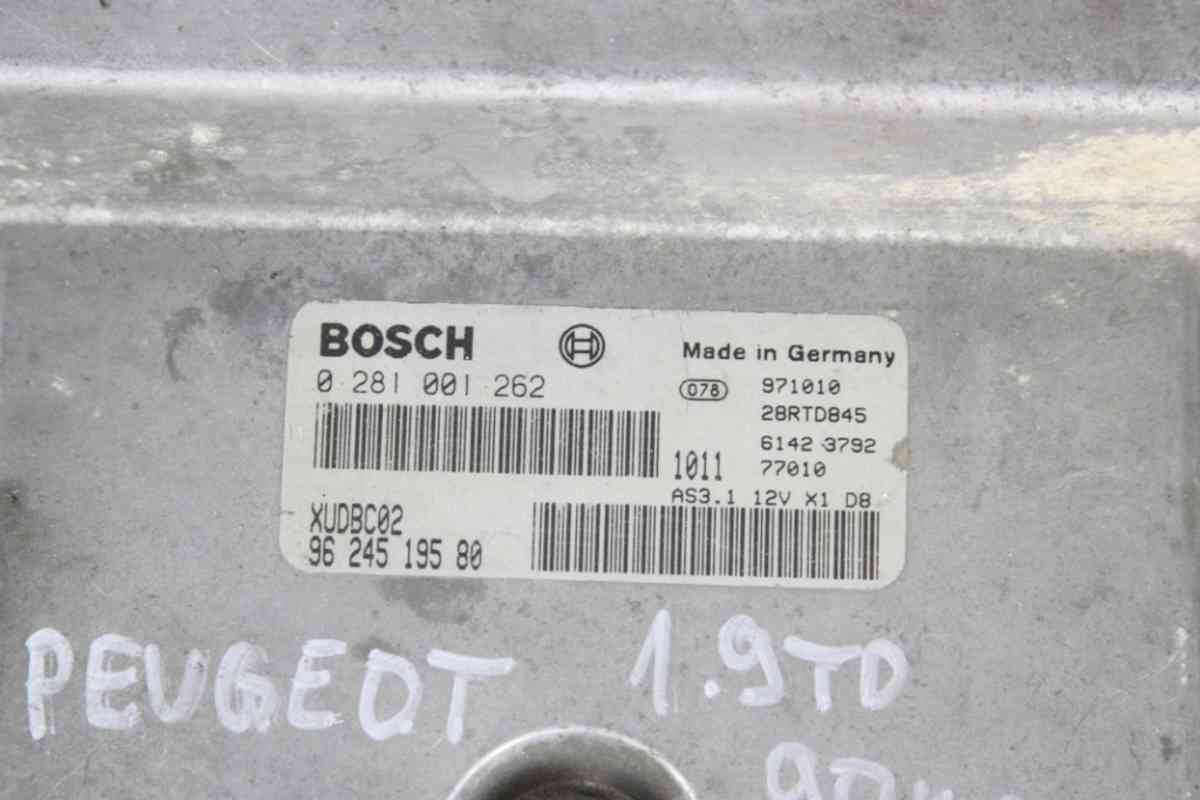 BOSCH
Made in Germany
0 281 001 262
078 971010
28RTD845
6142 3792
1011 77010
AS3.1 12V X1 D8
XUDBC02
96 245 195 80
PEUGEOT 1.9TD